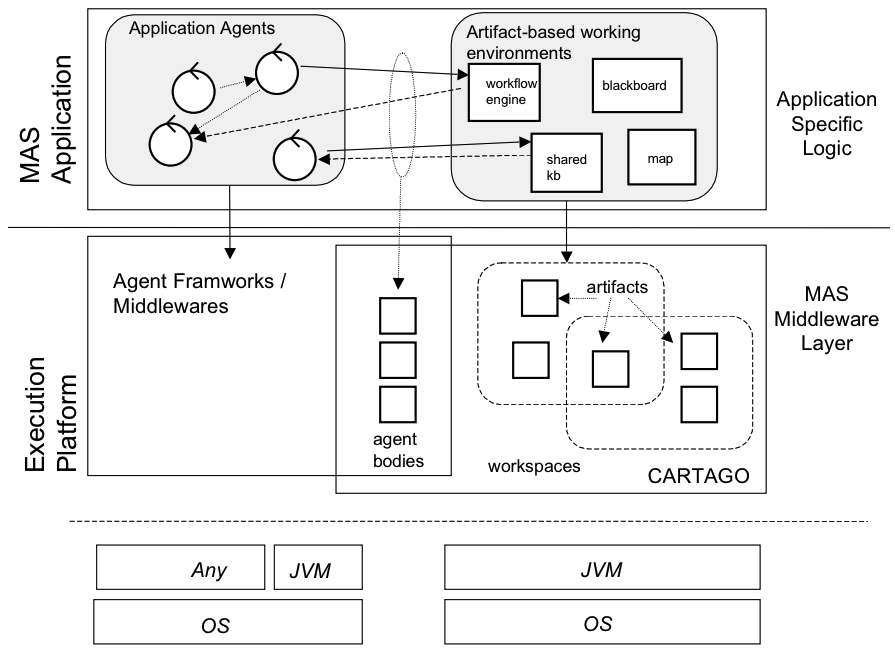 MAS
Application
Application Agents
Artifact-based working
environments
workflow
engine
blackboard
shared
kb
map
Application
Specific
Logic
Execution
Platform
Agent Framworks /
Middlewares
agent
bodies
artifacts
workspaces
CARTAGO
MAS
Middleware
Layer
Any
JVM
JVM
OS
OS